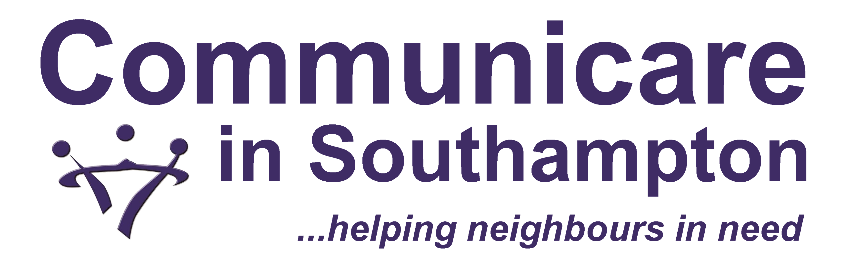 Communicare
in Southampton
...helping neighbours in need